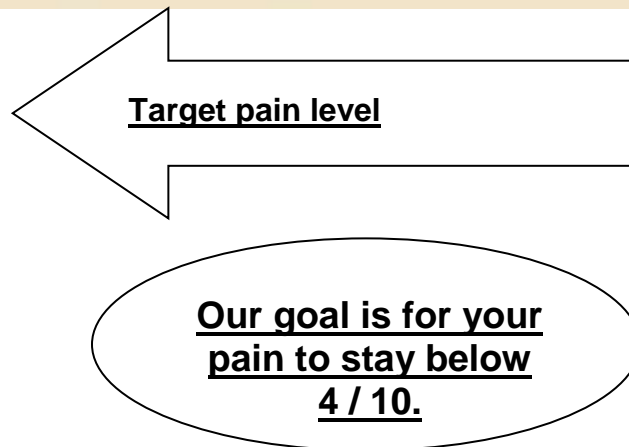 Target pain level
Our goal is for your
pain to stay below
4 / 10.